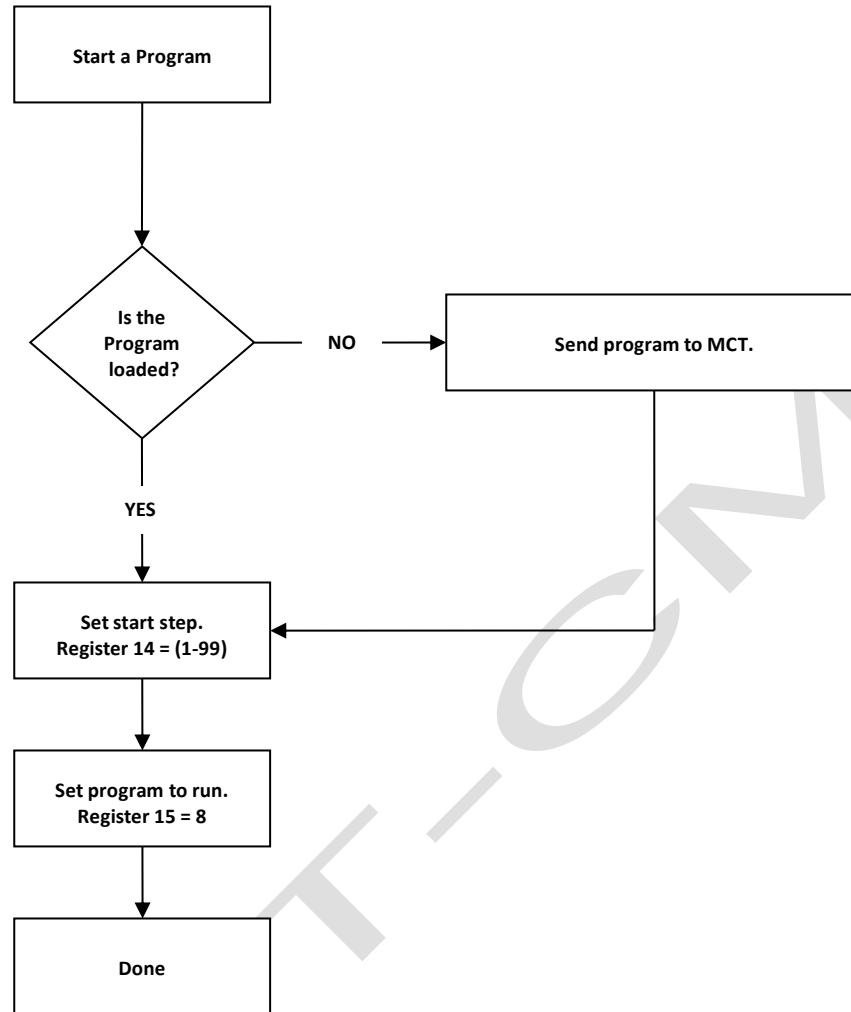 Start a Program
Is the
Program
loaded?
NO
Send program to MCT.
YES
Set start step.
Register 14 = (1-99)
Set program to run.
Register 15 = 8
Done
T-CM